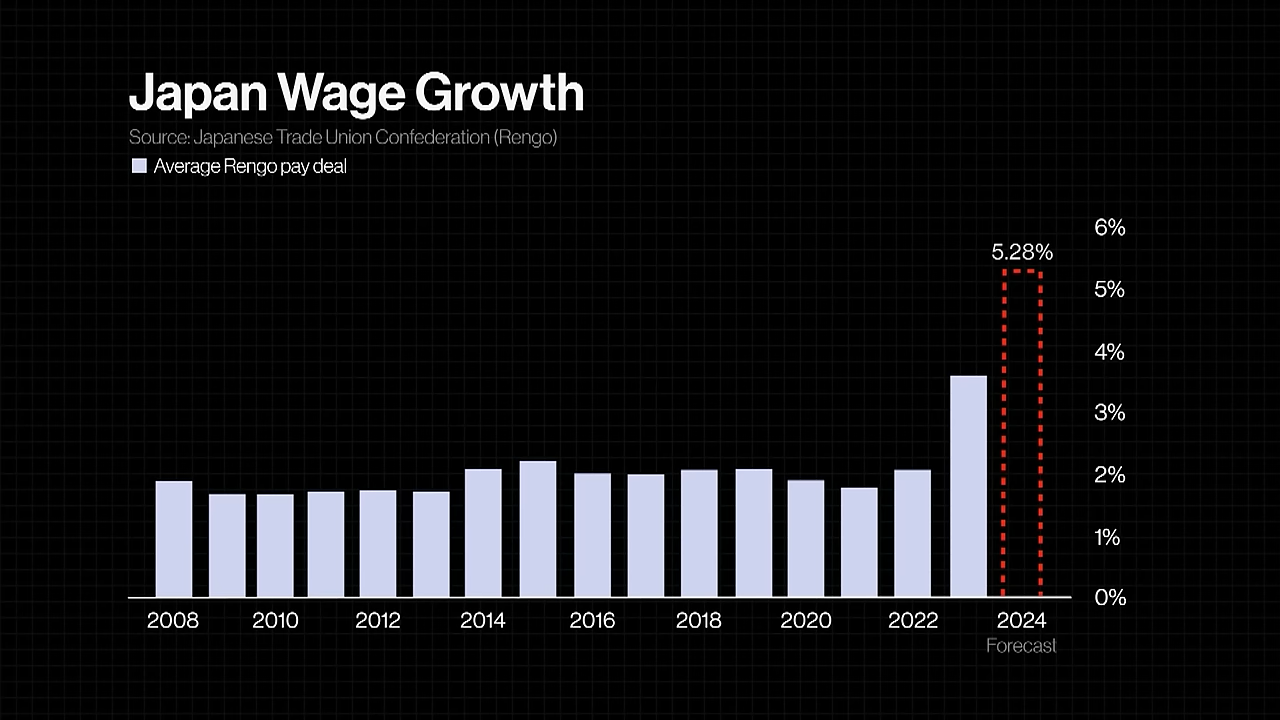 Japan Wage Growth
Source: Japanese Trade Union Confederation (Rengo)
Average Rengo pay deal
6%
5.28%
5%
4%
3%
2%
1%
0%
2008 2010 2012 2014 2016 2018 2020 2022 2024
Forecast